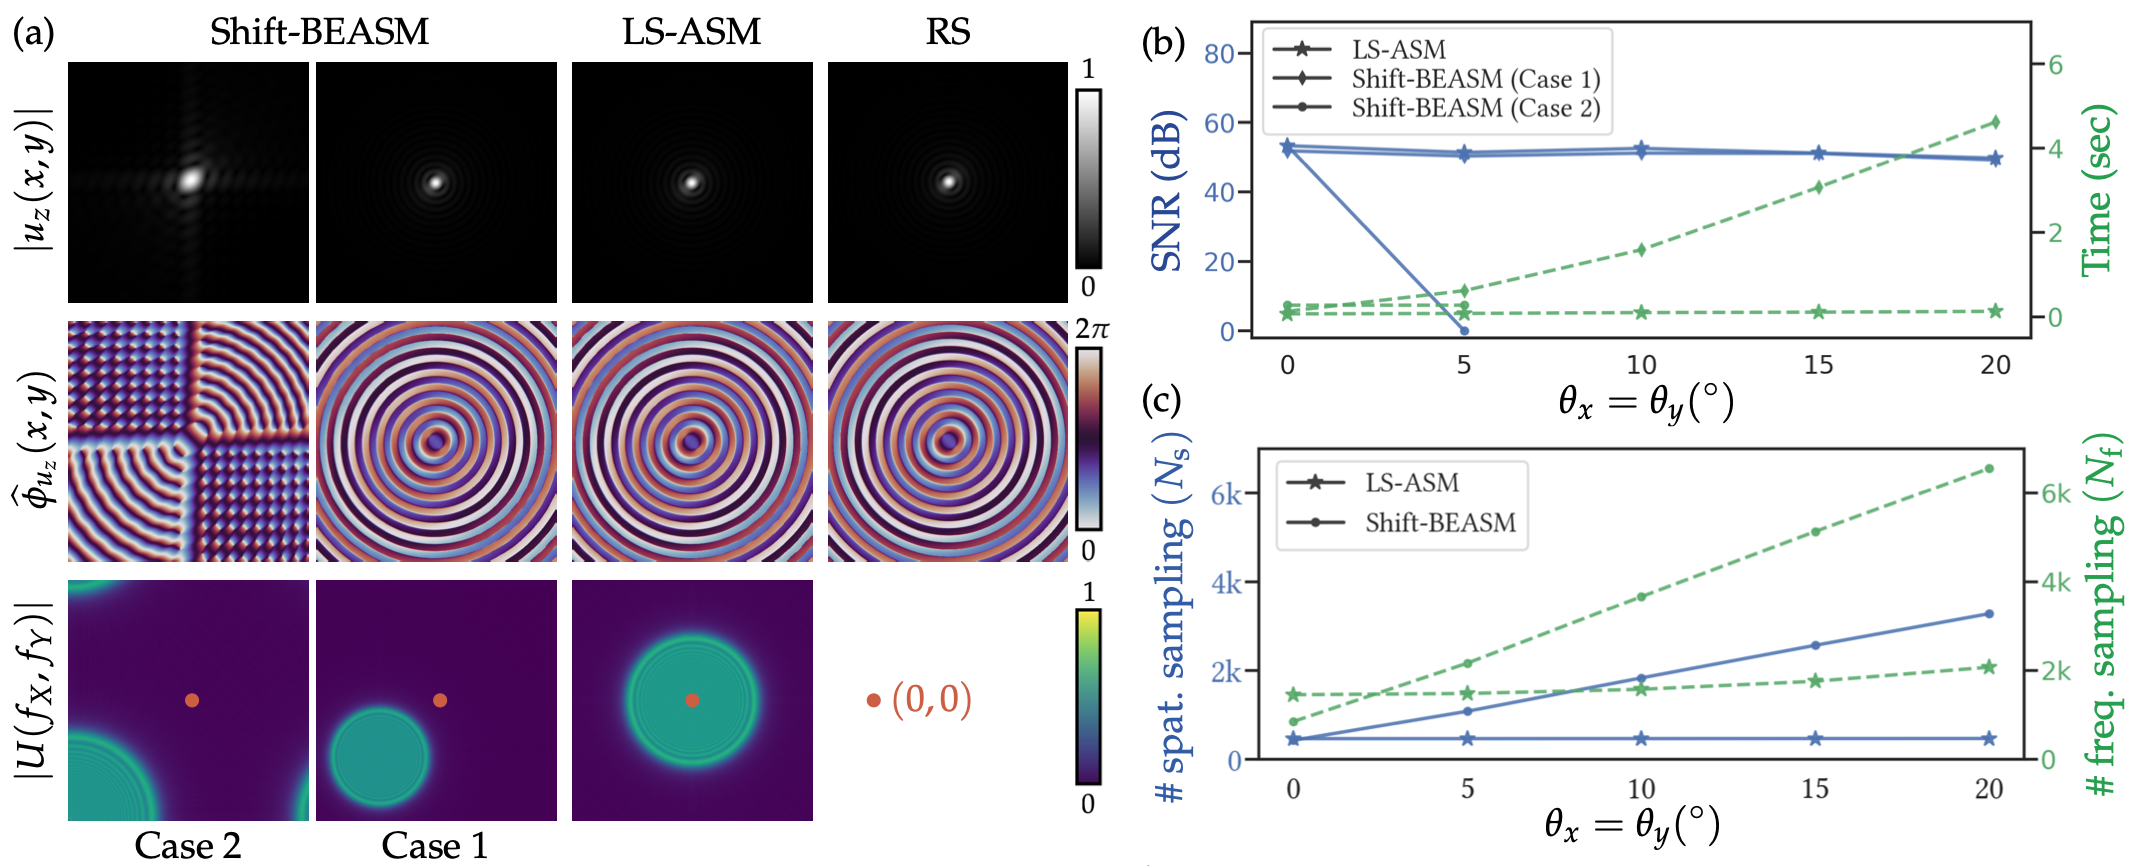 (a)
Shift-BEASM
LS-ASM
RS
|u_z(x, y)|
1
0
\hat{ϕ}_{u_z}(x, y)
2π
0
|U(f_X, f_Y)|
(0,0)
1
0
Case 2
Case 1
(b)
LS-ASM
Shift-BEASM (Case 1)
Shift-BEASM (Case 2)
SNR (dB)
80
60
40
20
0
Time (sec)
6
4
2
0
0 5 10 15 20
θ_x = θ_y(°)
(c)
LS-ASM
Shift-BEASM
# spat. sampling (N_s)
6k
4k
2k
0
# freq. sampling (N_f)
6k
4k
2k
0
0 5 10 15 20
θ_x = θ_y(°)